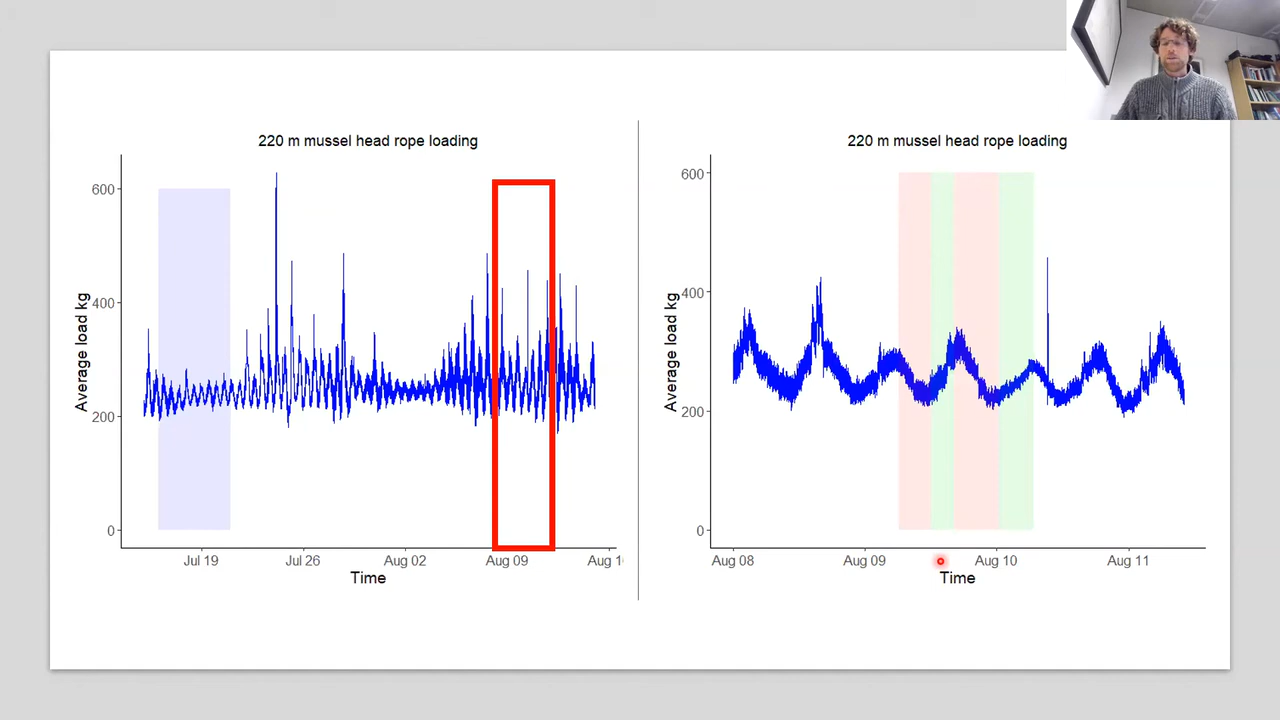 220 m mussel head rope loading
600
400
200
0
Average load kg
Jul 19
Jul 26
Aug 02
Aug 09
Aug 1
Time
220 m mussel head rope loading
600
400
200
0
Average load kg
Aug 08
Aug 09
Aug 10
Aug 11
Time